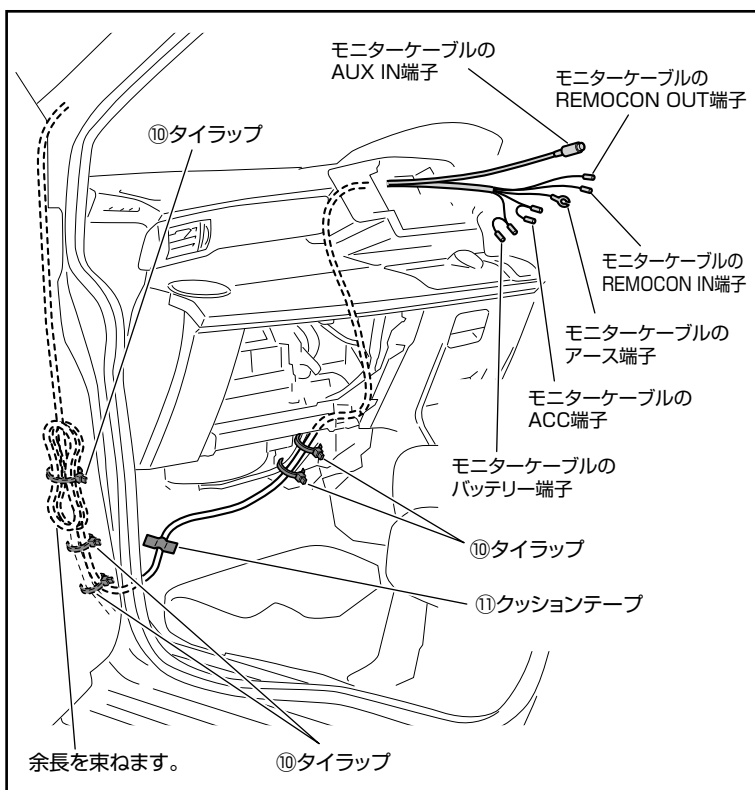 モニターケーブルの
AUX IN端子
モニターケーブルの
REMOCON OUT端子
⑩タイラップ
モニターケーブルの
REMOCON IN端子
モニターケーブルの
アース端子
モニターケーブルの
ACC端子
モニターケーブルの
バッテリー端子
⑩タイラップ
⑪クッションテープ
余長を束ねます。
⑩タイラップ